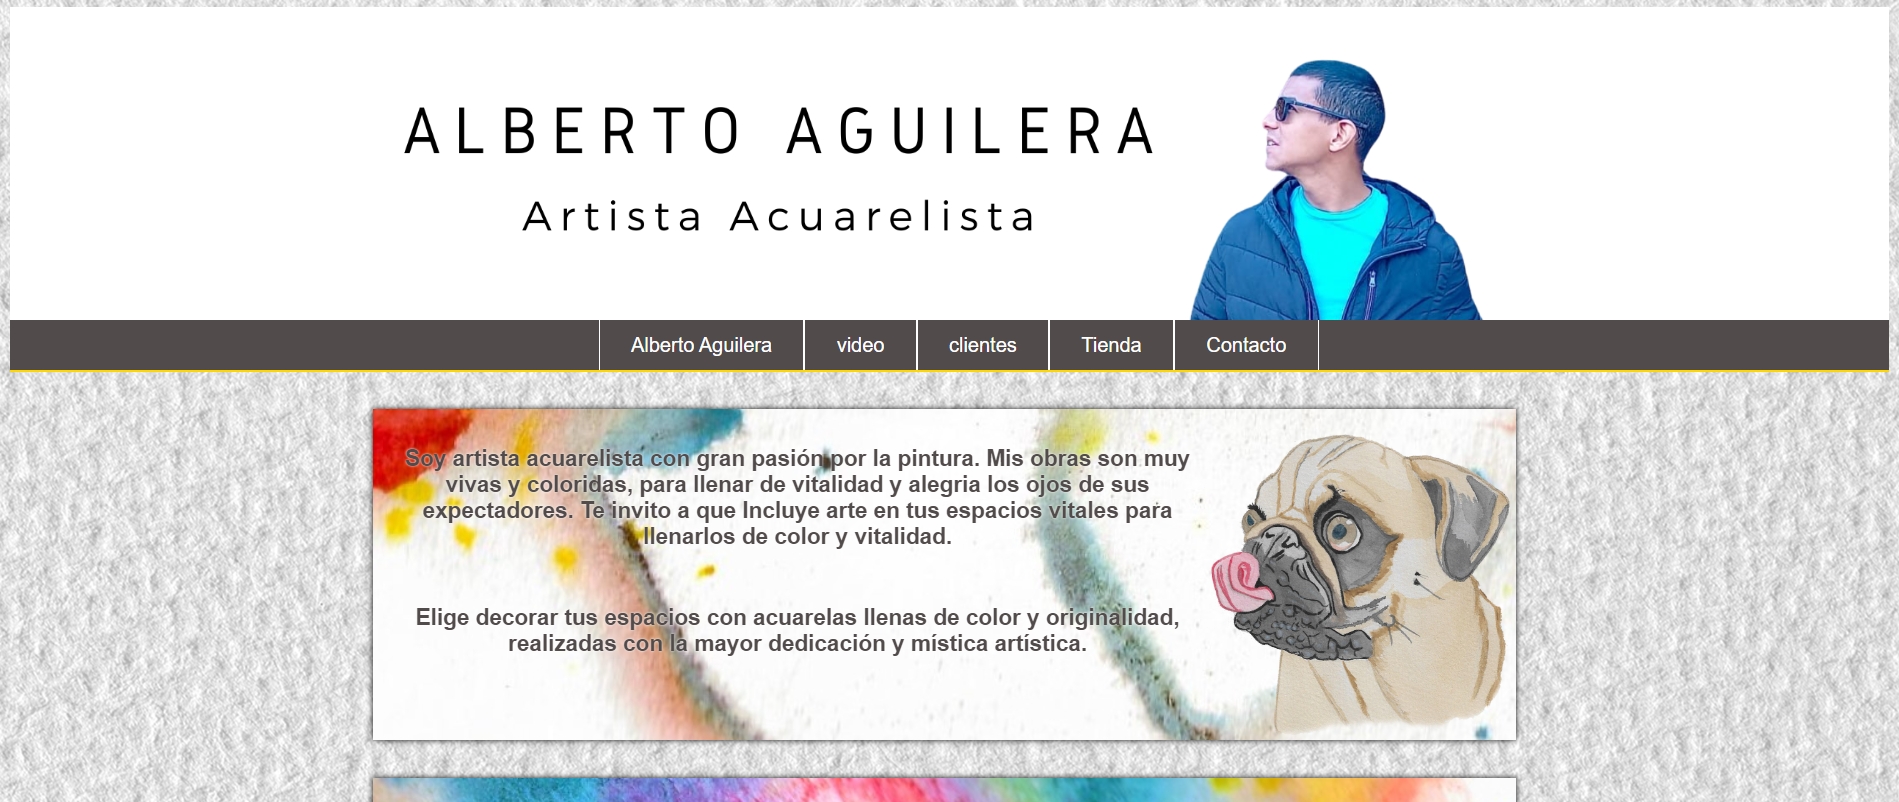 ALBERTO AGUILERA
Artista Acuarelista
Alberto Aguilera
video
clientes
Tienda
Contacto
Soy artista acuarelista con gran pasión por la pintura. Mis obras son muy
vivas y coloridas, para llenar de vitalidad y alegria los ojos de sus
expectadores. Te invito a que Incluye arte en tus espacios vitales para
llenarlos de color y vitalidad.
Elige decorar tus espacios con acuarelas llenas de color y originalidad,
realizadas con la mayor dedicación y mística artística.